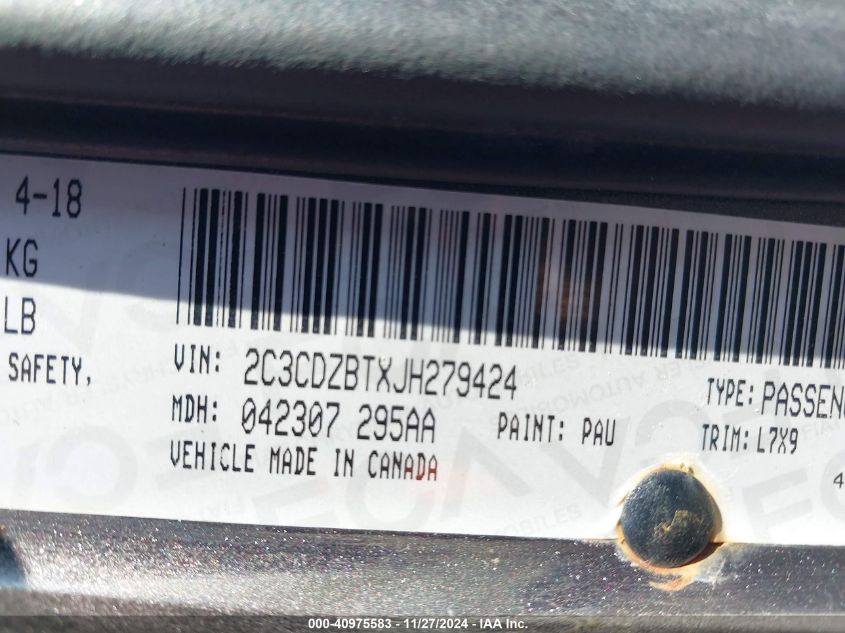 4-18
KG
LB
SAFETY,
VIN: 2C3CDZBTXJH279424
TYPE: PASSEN
MDH: 042307 295AA
PAINT: PAU
TRIM: L7X9
VEHICLE MADE IN CANADA
4
000-40975583 - 11/27/2024 - IAA Inc.